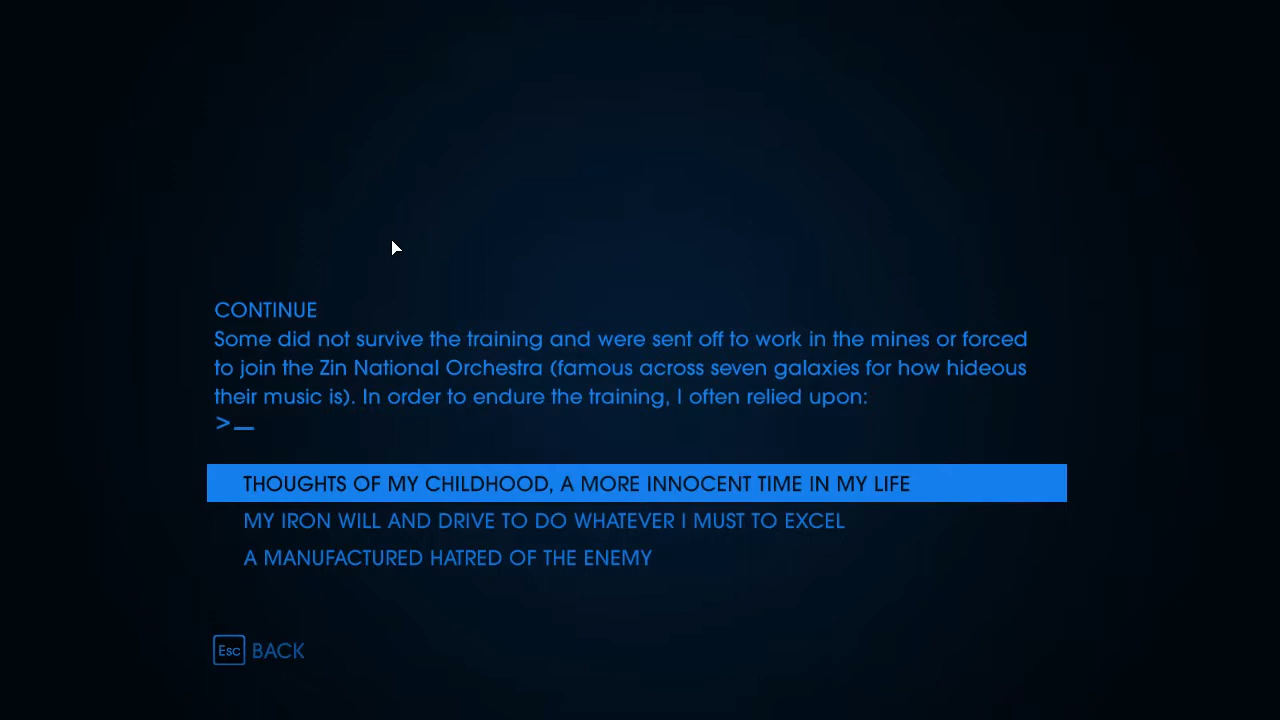 CONTINUE
Some did not survive the training and were sent off to work in the mines or forced
to join the Zin National Orchestra (famous across seven galaxies for how hideous
their music is). In order to endure the training, I often relied upon:
>_
THOUGHTS OF MY CHILDHOOD, A MORE INNOCENT TIME IN MY LIFE
MY IRON WILL AND DRIVE TO DO WHATEVER I MUST TO EXCEL
A MANUFACTURED HATRED OF THE ENEMY
Esc BACK